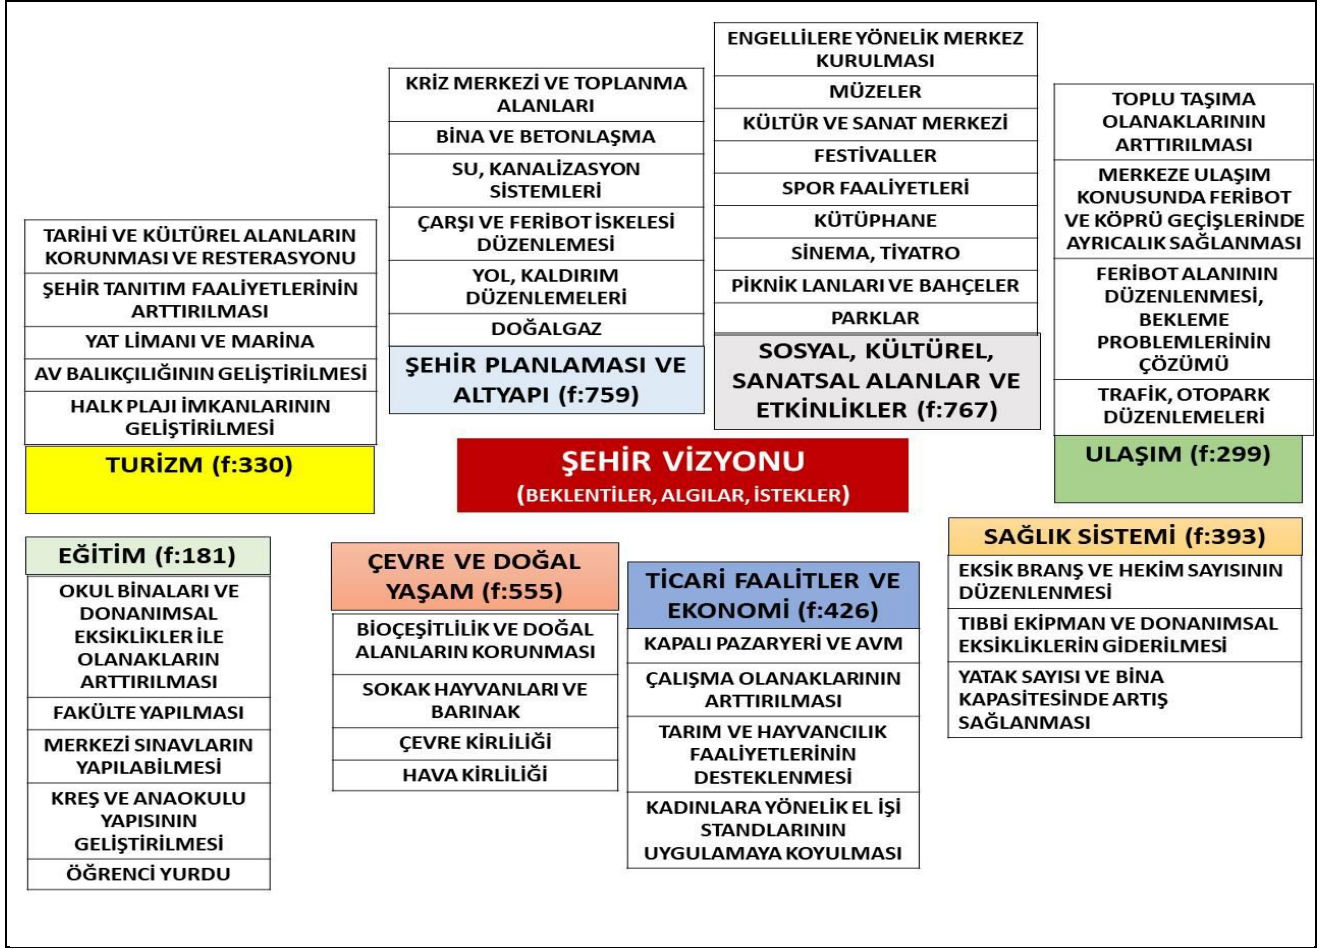 TARİHİ VE KÜLTÜREL ALANLARIN
KORUNMASI VE RESTERASYONU
ŞEHİR TANITIM FAALİYETLERİNİN
ARTTIRILMASI
YAT LİMANI VE MARİNA
AV BALIKÇILIĞININ GELİŞTİRİLMESİ
HALK PLAJI İMKANLARININ
GELİŞTİRİLMESİ
TURİZM (f:330)
KRİZ MERKEZİ VE TOPLANMA
ALANLARI
BİNA VE BETONLAŞMA
SU, KANALİZASYON
SİSTEMLERİ
ÇARŞI VE FERİBOT İSKELESİ
DÜZENLEMESİ
YOL, KALDIRIM
DÜZENLEMELERİ
DOĞALGAZ
ŞEHİR PLANLAMASI VE
ALTYAPI (f:759)
ENGELLİLERE YÖNELİK MERKEZ
KURULMASI
MÜZELER
KÜLTÜR VE SANAT MERKEZİ
FESTİVALLER
SPOR FAALİYETLERİ
KÜTÜPHANE
SİNEMA, TİYATRO
PİKNİK LANLARI VE BAHÇELER
PARKLAR
SOSYAL, KÜLTÜREL,
SANATSAL ALANLAR VE
ETKİNLİKLER (f:767)
TOPLU TAŞIMA
OLANAKLARININ
ARTTIRILMASI
MERKEZE ULAŞIM
KONUSUNDA FERİBOT
VE KÖPRÜ GEÇİŞLERİNDE
AYRICALIK SAĞLANMASI
FERİBOT ALANININ
DÜZENLENMESİ,
BEKLEME
PROBLEMLERİNİN
ÇÖZÜMÜ
TRAFİK, OTOPARK
DÜZENLEMELERİ
ULAŞIM (f:299)
ŞEHİR VİZYONU
(BEKLENTİLER, ALGILAR, İSTEKLER)
EĞİTİM (f:181)
OKUL BİNALARI VE
DONANIMSAL
EKSİKLİKLER İLE
OLANAKLARIN
ARTTIRILMASI
FAKÜLTE YAPILMASI
MERKEZİ SINAVLARIN
YAPILABİLMESİ
KREŞ VE ANAOKULU
YAPISININ
GELİŞTİRİLMESİ
ÖĞRENCİ YURDU
ÇEVRE VE DOĞAL
YAŞAM (f:555)
BİOÇEŞİTLİLİK VE DOĞAL
ALANLARIN KORUNMASI
SOKAK HAYVANLARI VE
BARINAK
ÇEVRE KİRLİLİĞİ
HAVA KİRLİLİĞİ
TİCARİ FAALİTLER VE
EKONOMİ (f:426)
KAPALI PAZARYERİ VE AVM
ÇALIŞMA OLANAKLARININ
ARTTIRILMASI
TARIM VE HAYVANCILIK
FAALİYETLERİNİN
DESTEKLENMESİ
KADINLARA YÖNELİK EL İŞİ
STANDLARININ
UYGULAMAYA KOYULMASI
SAĞLIK SİSTEMİ (f:393)
EKSİK BRANŞ VE HEKİM SAYISININ
DÜZENLENMESİ
TIBBİ EKİPMAN VE DONANIMSAL
EKSİKLİKLERİN GİDERİLMESİ
YATAK SAYISI VE BİNA
KAPASİTESİNDE ARTIŞ
SAĞLANMASI